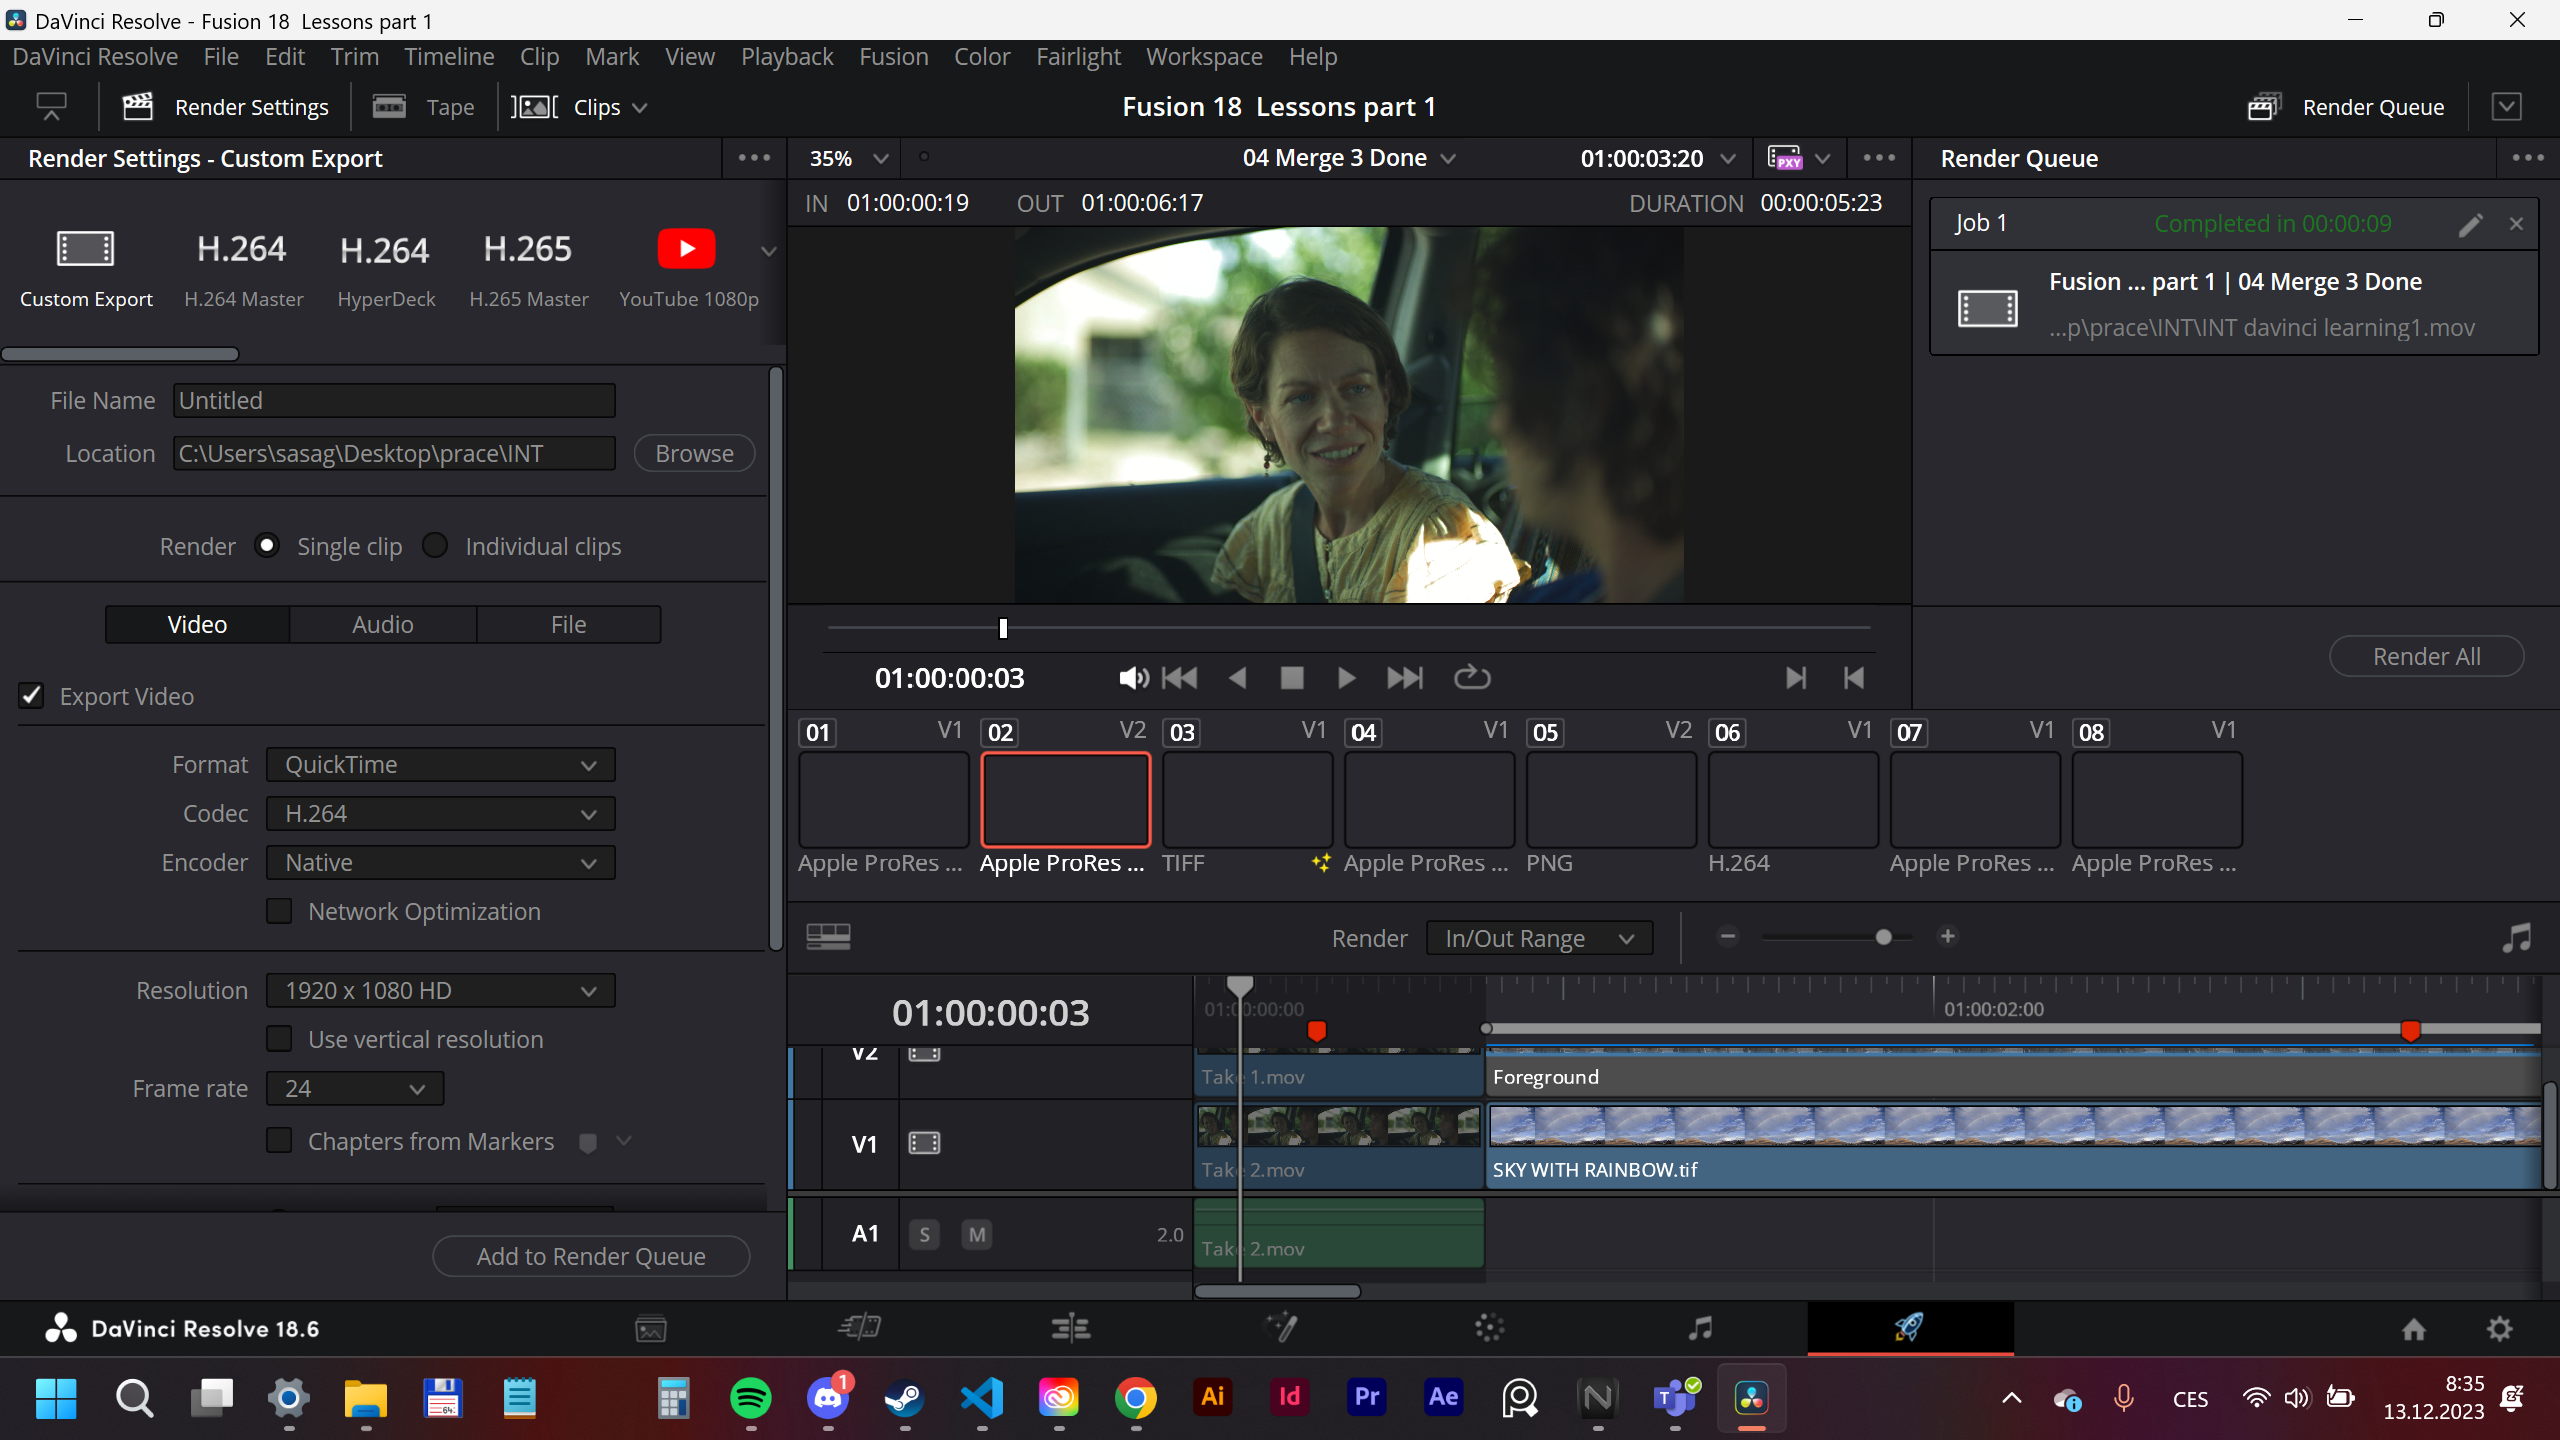 DaVinci Resolve - Fusion 18  Lessons part 1
DaVinci Resolve File Edit Trim Timeline Clip Mark View Playback Fusion Color Fairlight Workspace Help
Render Settings Tape Clips Fusion 18  Lessons part 1 Render Queue
Render Settings - Custom Export 35% 04 Merge 3 Done 01:00:03:20 PXY Render Queue
IN 01:00:00:19 OUT 01:00:06:17 DURATION 00:00:05:23
Job 1 Completed in 00:00:09
H.264 H.264 H.265
Custom Export H.264 Master HyperDeck H.265 Master YouTube 1080p
Fusion ... part 1 | 04 Merge 3 Done
...p\prace\INT\INT davinci learning1.mov
File Name Untitled
Location C:\Users\sasag\Desktop\prace\INT Browse
Render Single clip Individual clips
Video Audio File
Render All
01:00:00:03
Export Video
01 V1 02 V2 03 V1 04 V1 05 V2 06 V1 07 V1 08 V1
Format QuickTime
Codec H.264
Encoder Native
Apple ProRes ... Apple ProRes ... TIFF Apple ProRes ... PNG H.264 Apple ProRes ... Apple ProRes ...
Network Optimization
Render In/Out Range
Resolution 1920 x 1080 HD
Use vertical resolution
Frame rate 24
Chapters from Markers
01:00:00:03 01:00:00:00 01:00:02:00
V2
Take 1.mov Foreground
V1
Take 2.mov SKY WITH RAINBOW.tif
A1 S M 2.0
Take 2.mov
Add to Render Queue
DaVinci Resolve 18.6
64 1 Ai Id Pr Ae N T CES
8:35
13.12.2023